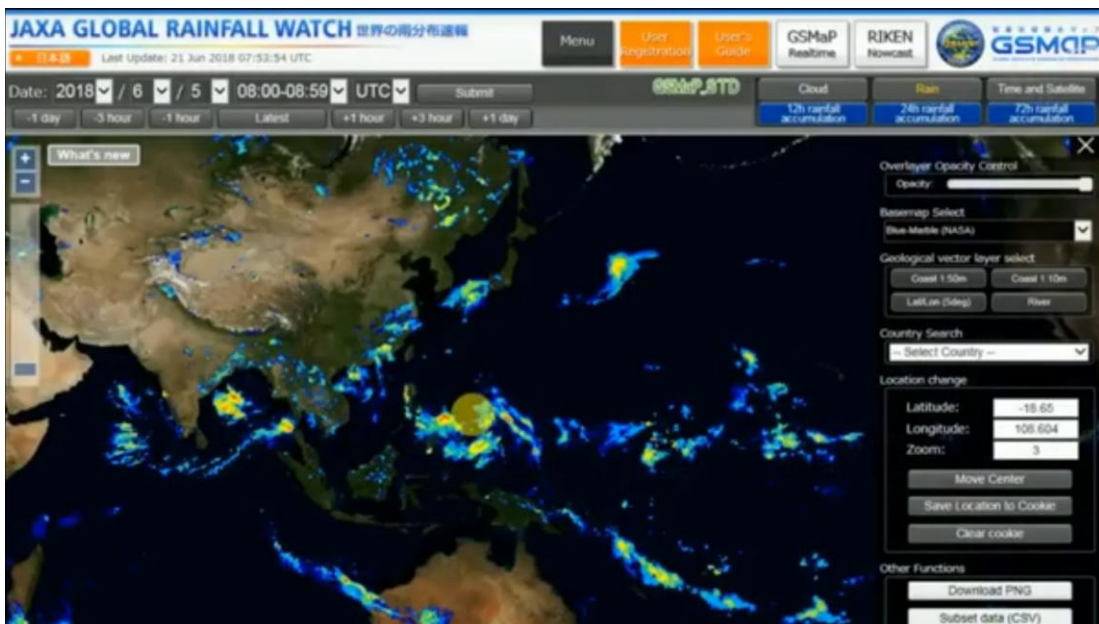 JAXA GLOBAL RAINFALL WATCH 世界の雨分布速報
日本語 Last Update: 21 Jun 2018 07:53:54 UTC
Menu
User Registration
User's Guide
GSMaP Realtime
RIKEN Nowcast
GSMaP
Date: 2018 / 6 / 5 08:00-08:59 UTC Submit
GSMaP_STD
Cloud Rain Time and Satellite
-1 day -3 hour -1 hour Latest +1 hour +3 hour +1 day
12h rainfall accumulation
24h rainfall accumulation
72h rainfall accumulation
+
What's new
−
Overlayer Opacity Control
Opacity:
Basemap Select
Blue-Marble (NASA)
Geological vector layer select
Coast 1:50m Coast 1:10m
Lat/Lon (5deg) River
Country Search
-- Select Country --
Location change
Latitude: -18.65
Longitude: 108.604
Zoom: 3
Move Center
Save Location to Cookie
Clear cookie
Other Functions
Download PNG
Subset data (CSV)